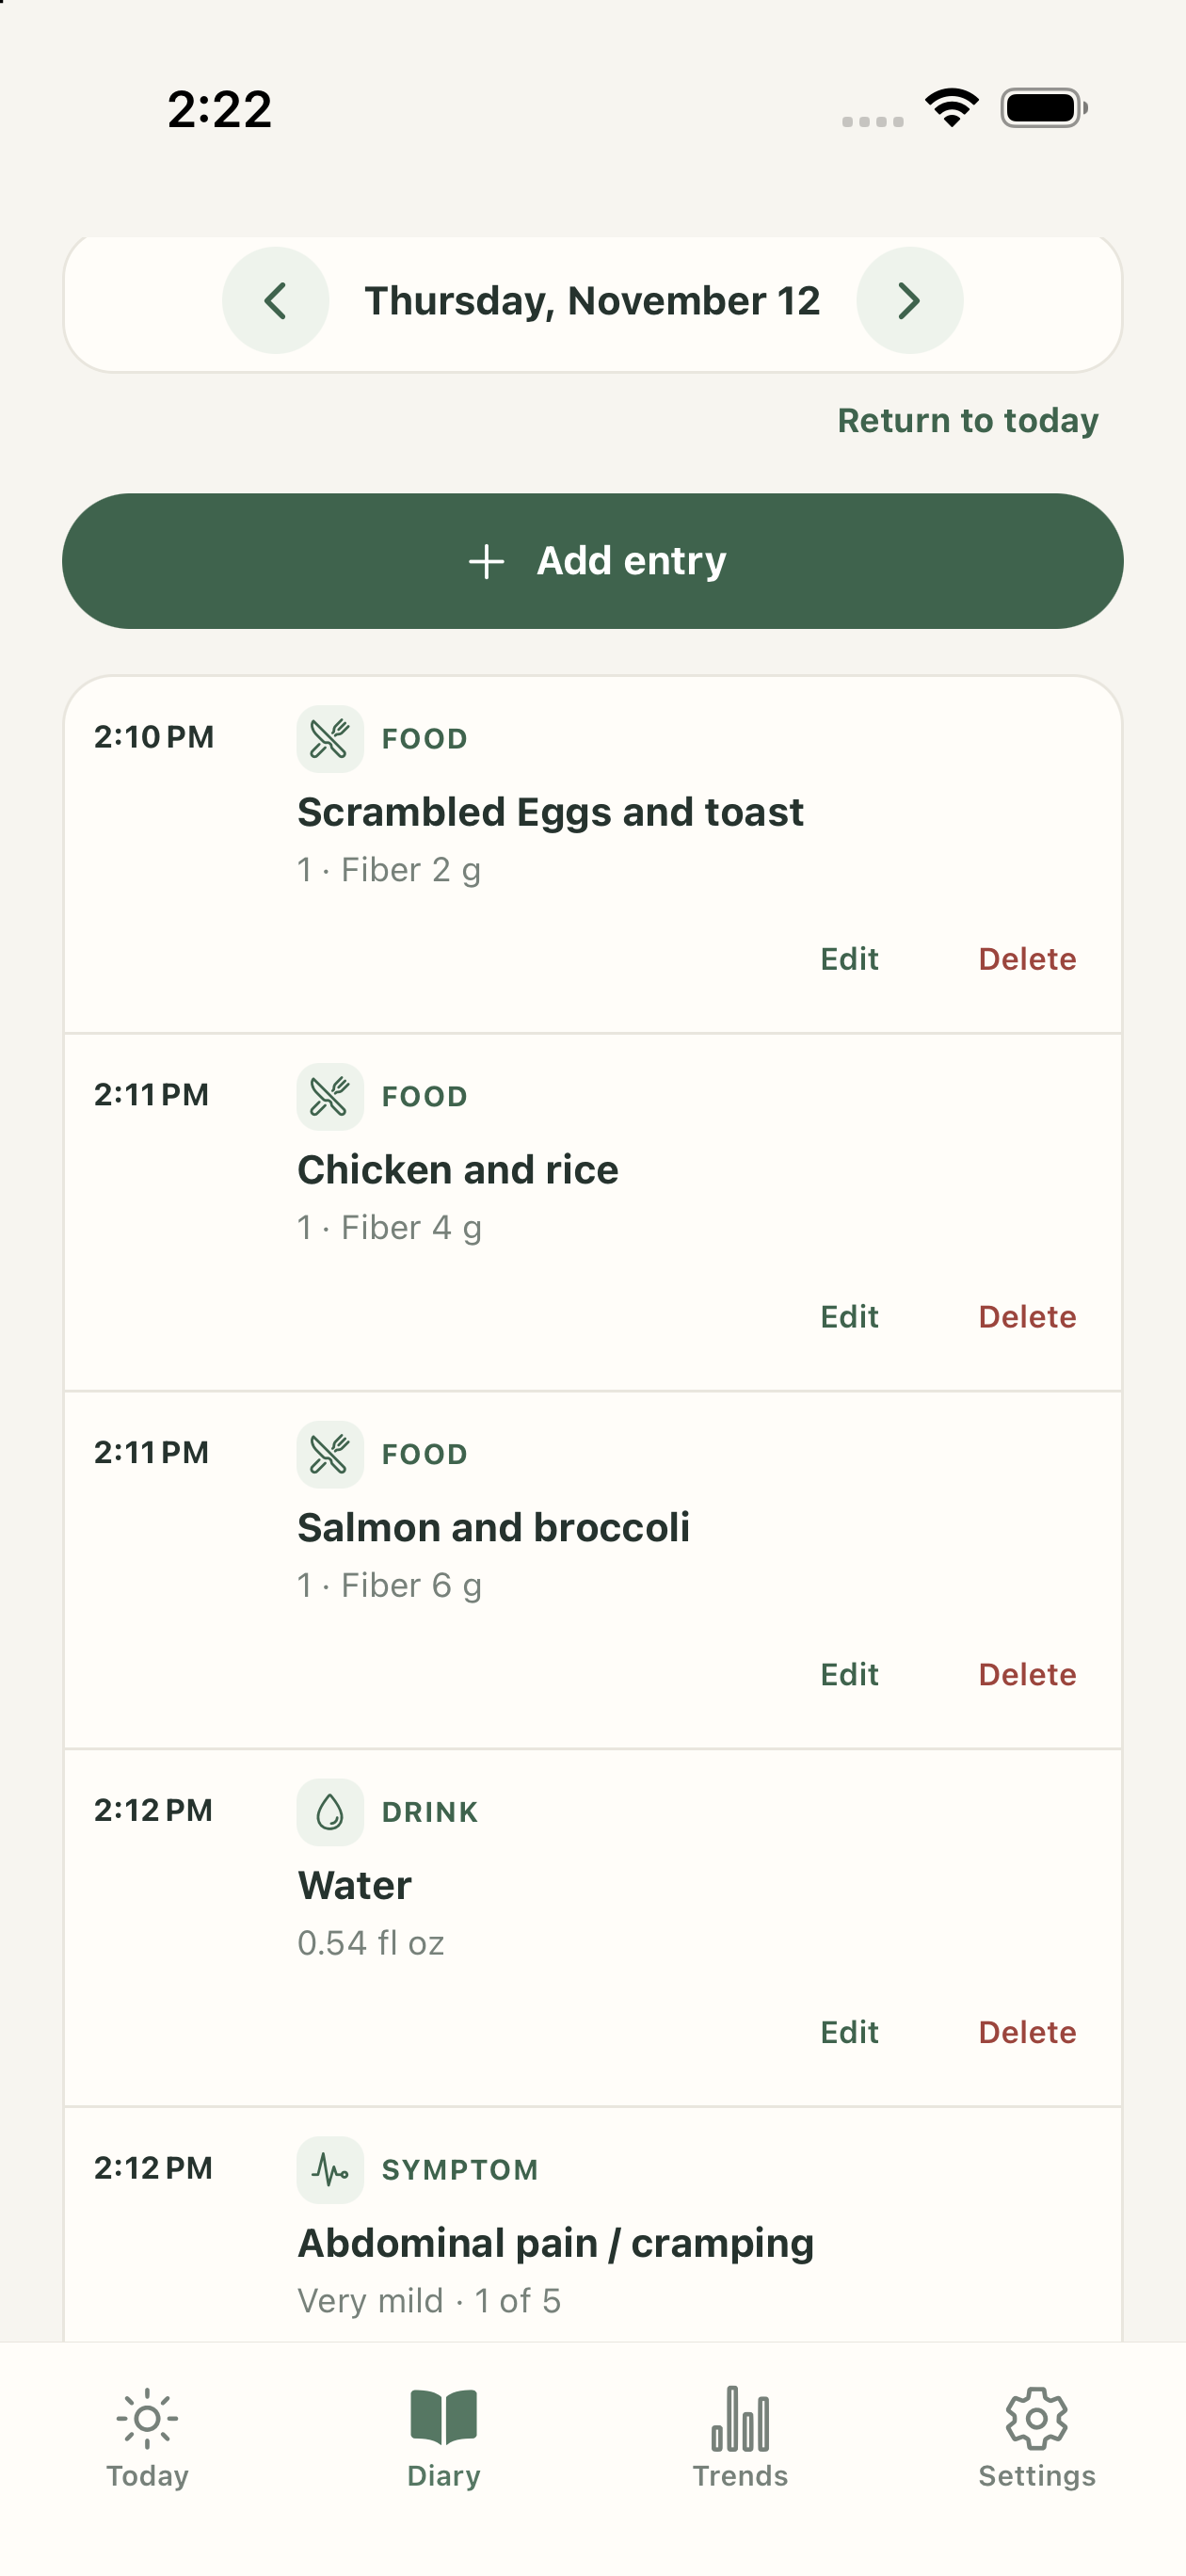 2:22
Thursday, November 12
Return to today
Add entry
2:10 PM FOOD
Scrambled Eggs and toast
1 · Fiber 2 g
Edit Delete
2:11 PM FOOD
Chicken and rice
1 · Fiber 4 g
Edit Delete
2:11 PM FOOD
Salmon and broccoli
1 · Fiber 6 g
Edit Delete
2:12 PM DRINK
Water
0.54 fl oz
Edit Delete
2:12 PM SYMPTOM
Abdominal pain / cramping
Very mild · 1 of 5
Today Diary Trends Settings